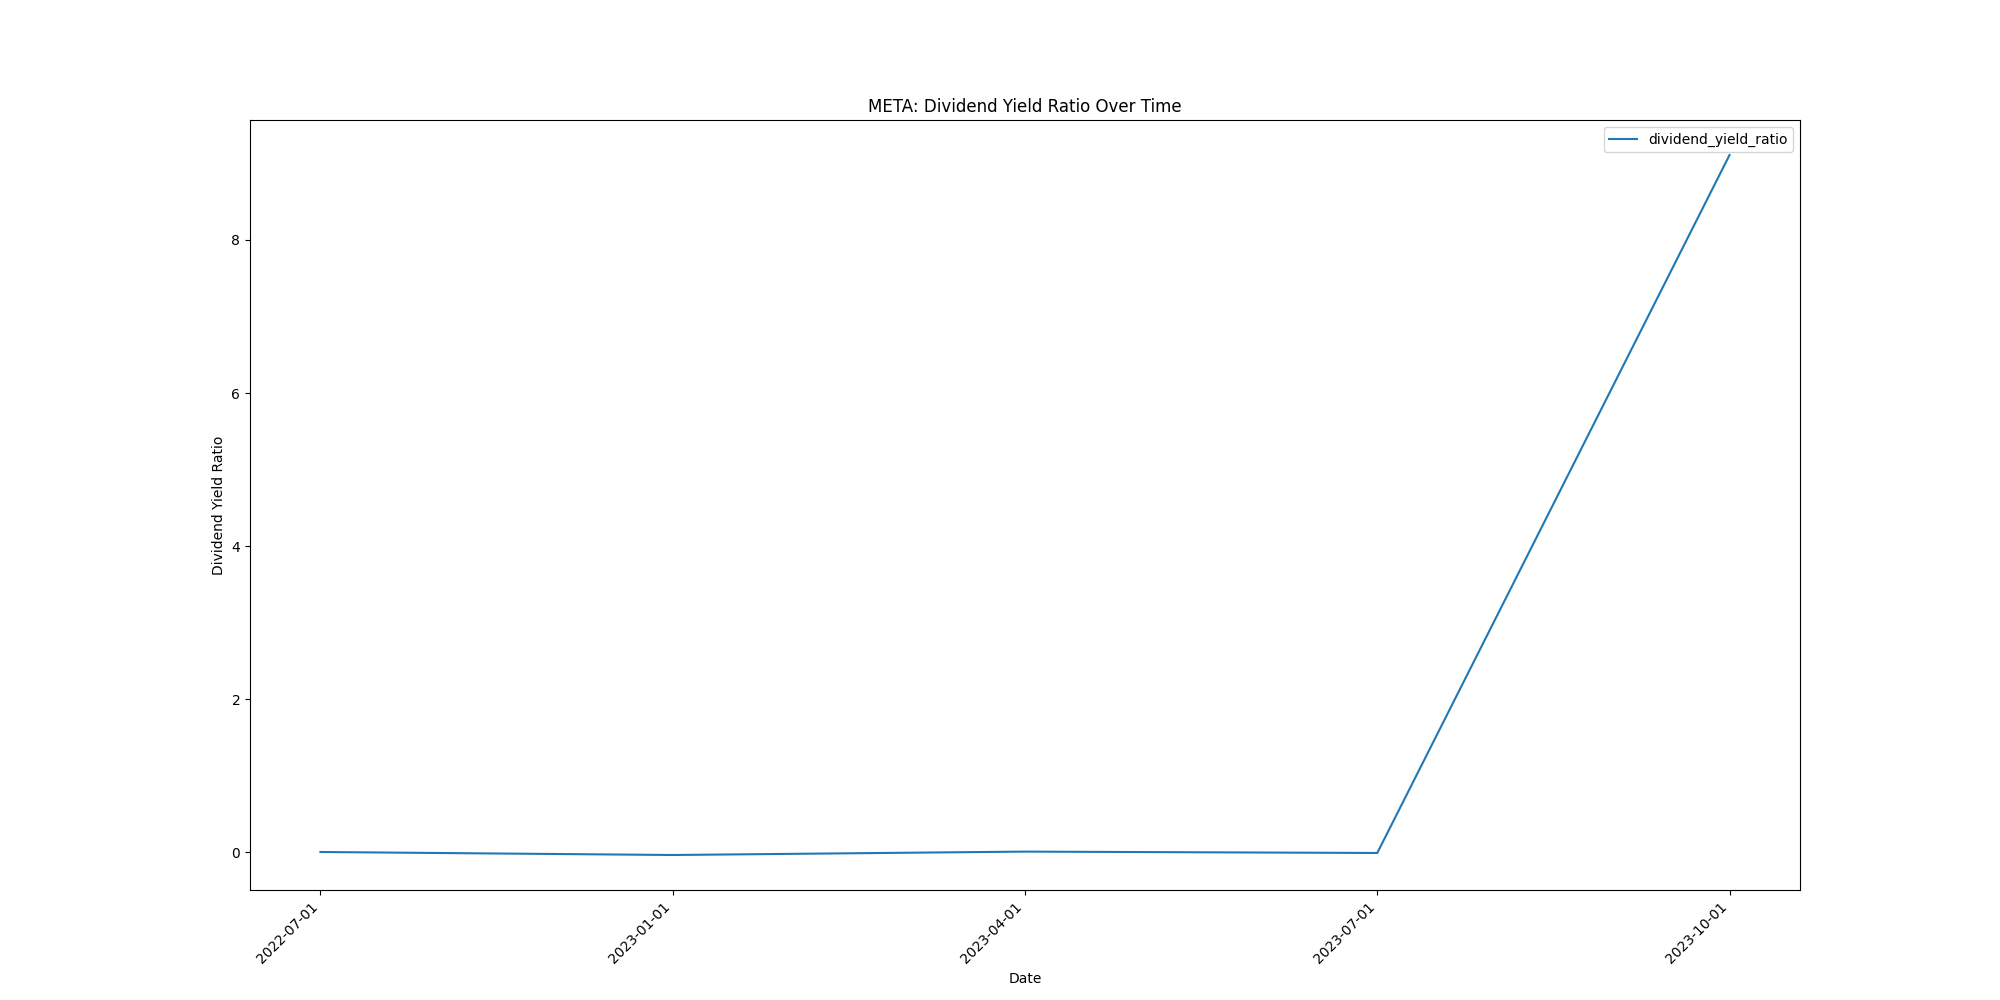 META: Dividend Yield Ratio Over Time
dividend_yield_ratio
8
6
4
2
0
Dividend Yield Ratio
2022-07-01
2023-01-01
2023-04-01
2023-07-01
2023-10-01
Date